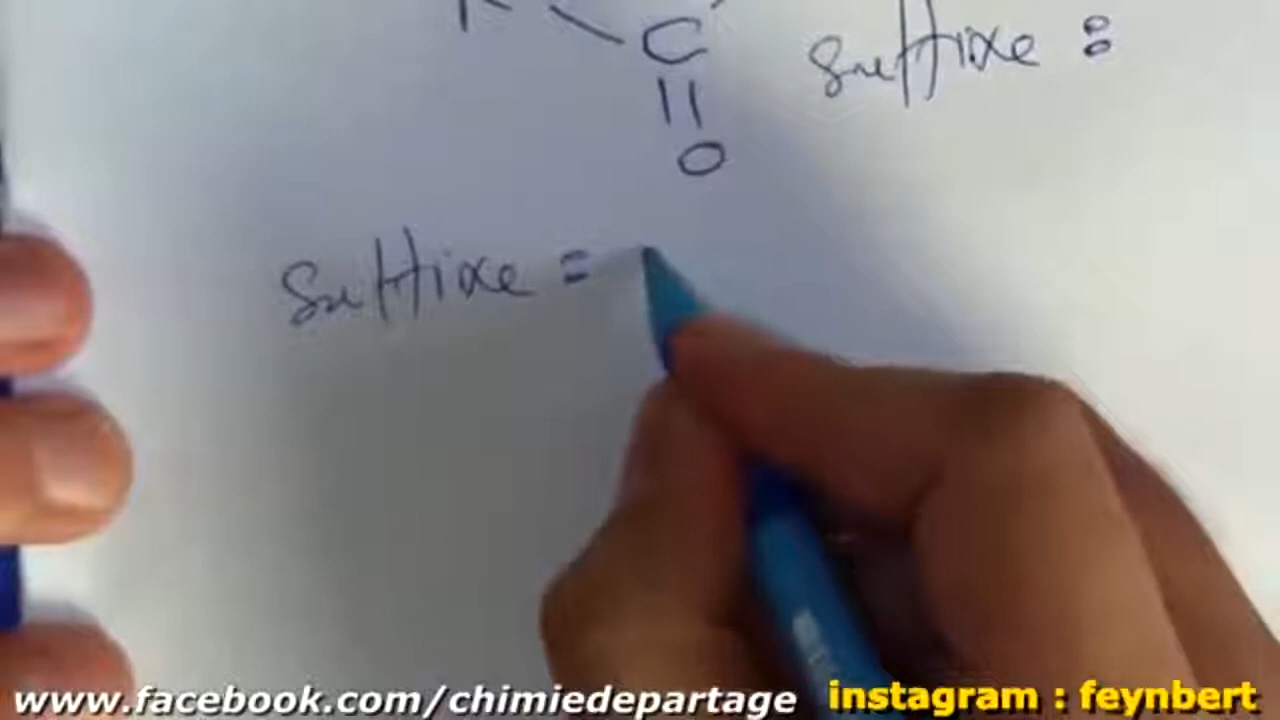 C
Suffixe :
||
O
Suffixe =
www.facebook.com/chimiedepartage
instagram : feynbert